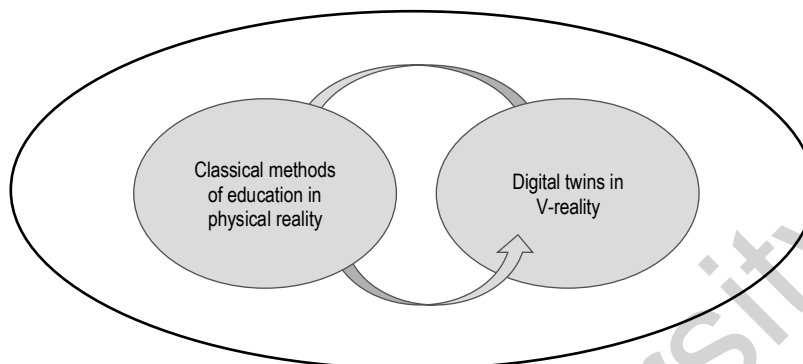 Classical methods
of education in
physical reality
Digital twins in
V-reality